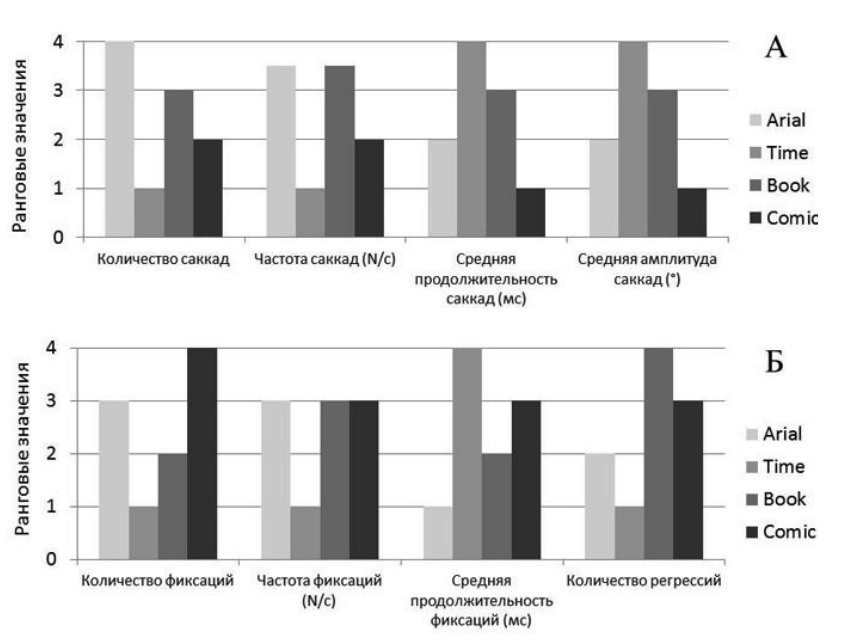 А
Ранговые значения
4
3
2
1
0
Arial
Time
Book
Comic
Количество саккад
Частота саккад (N/с)
Средняя
продолжительность
саккад (мс)
Средняя амплитуда
саккад (°)
Б
Ранговые значения
4
3
2
1
0
Arial
Time
Book
Comic
Количество фиксаций
Частота фиксаций
(N/с)
Средняя
продолжительность
фиксаций (мс)
Количество регрессий